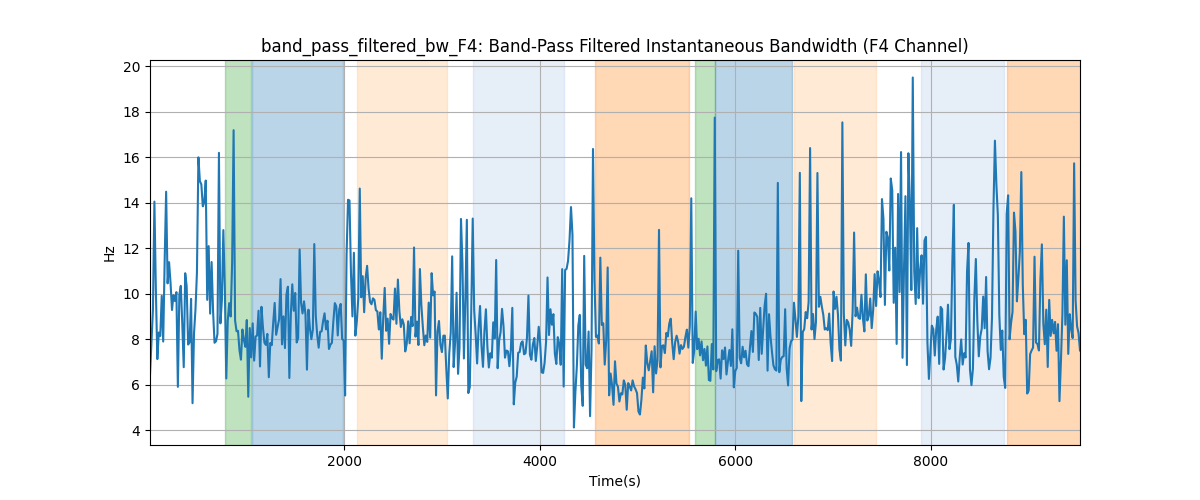 band_pass_filtered_bw_F4: Band-Pass Filtered Instantaneous Bandwidth (F4 Channel)
20
18
16
14
12
10
8
6
4
Hz
2000 4000 6000 8000
Time(s)